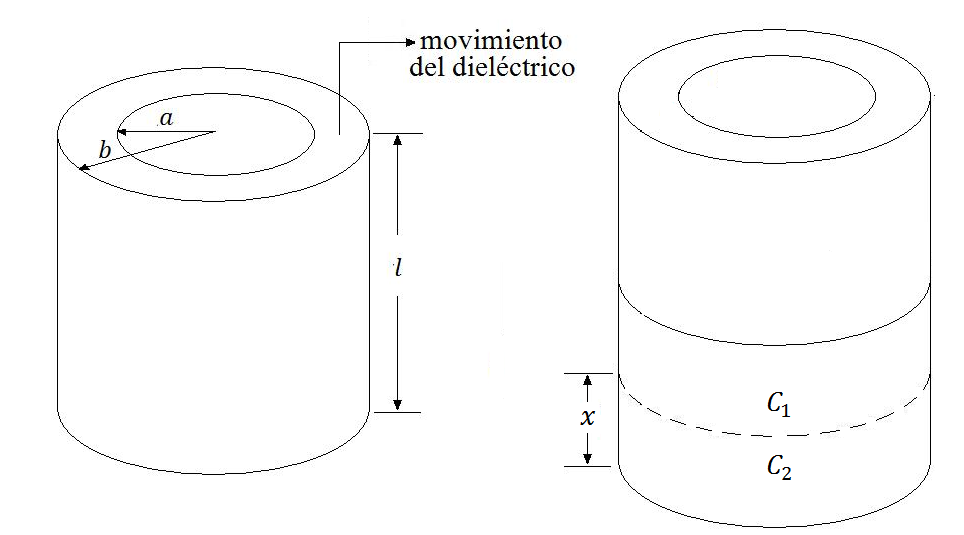 movimiento
del dieléctrico
a
b
l
x
C₁
C₂